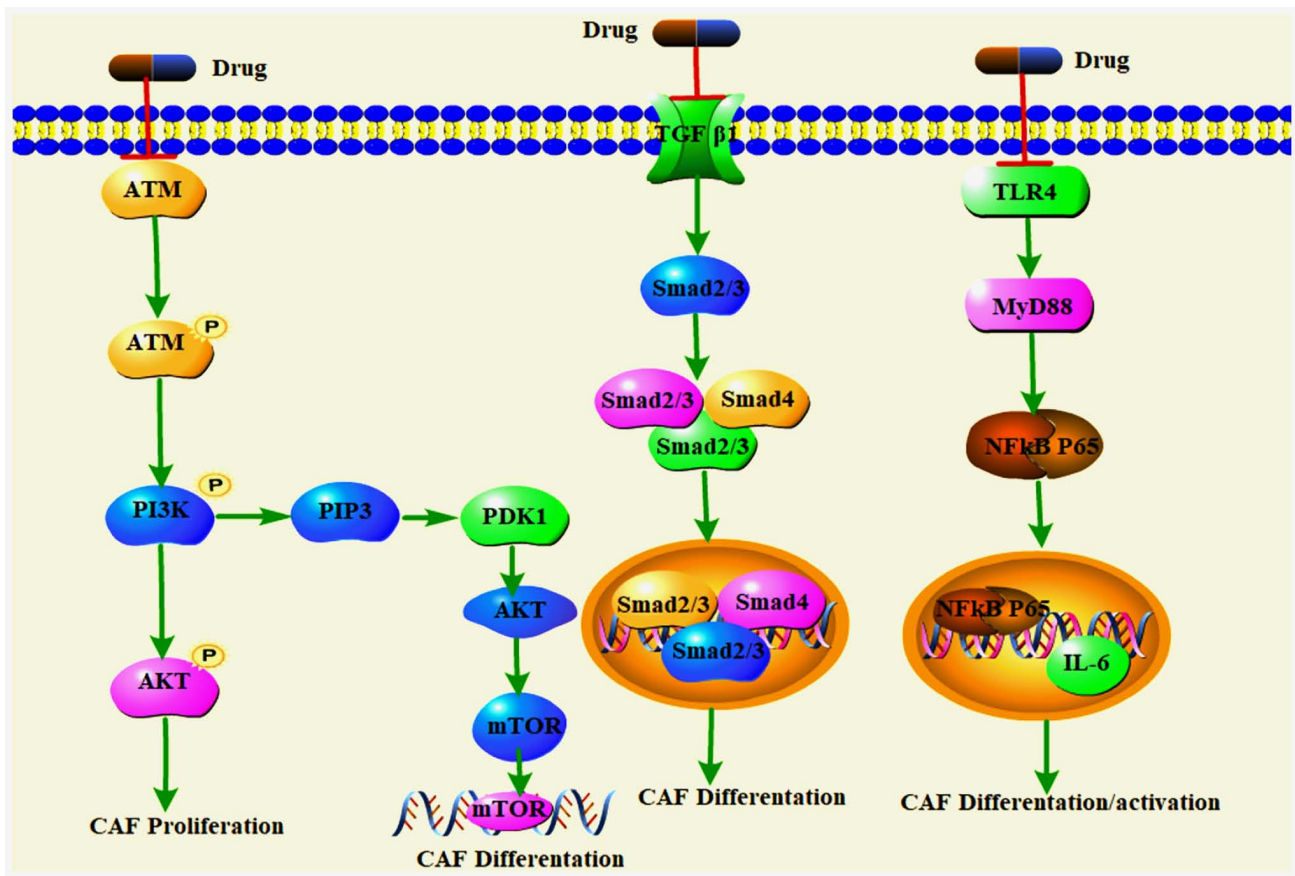 Drug
ATM
ATM
P
PI3K
P
PIP3
PDK1
AKT
P
CAF Proliferation
AKT
mTOR
mTOR
CAF Differentation
Drug
TGF β1
Smad2/3
Smad2/3
Smad4
Smad2/3
Smad2/3
Smad4
Smad2/3
CAF Differentation
Drug
TLR4
MyD88
NFkB P65
NFkB P65
IL-6
CAF Differentation/activation